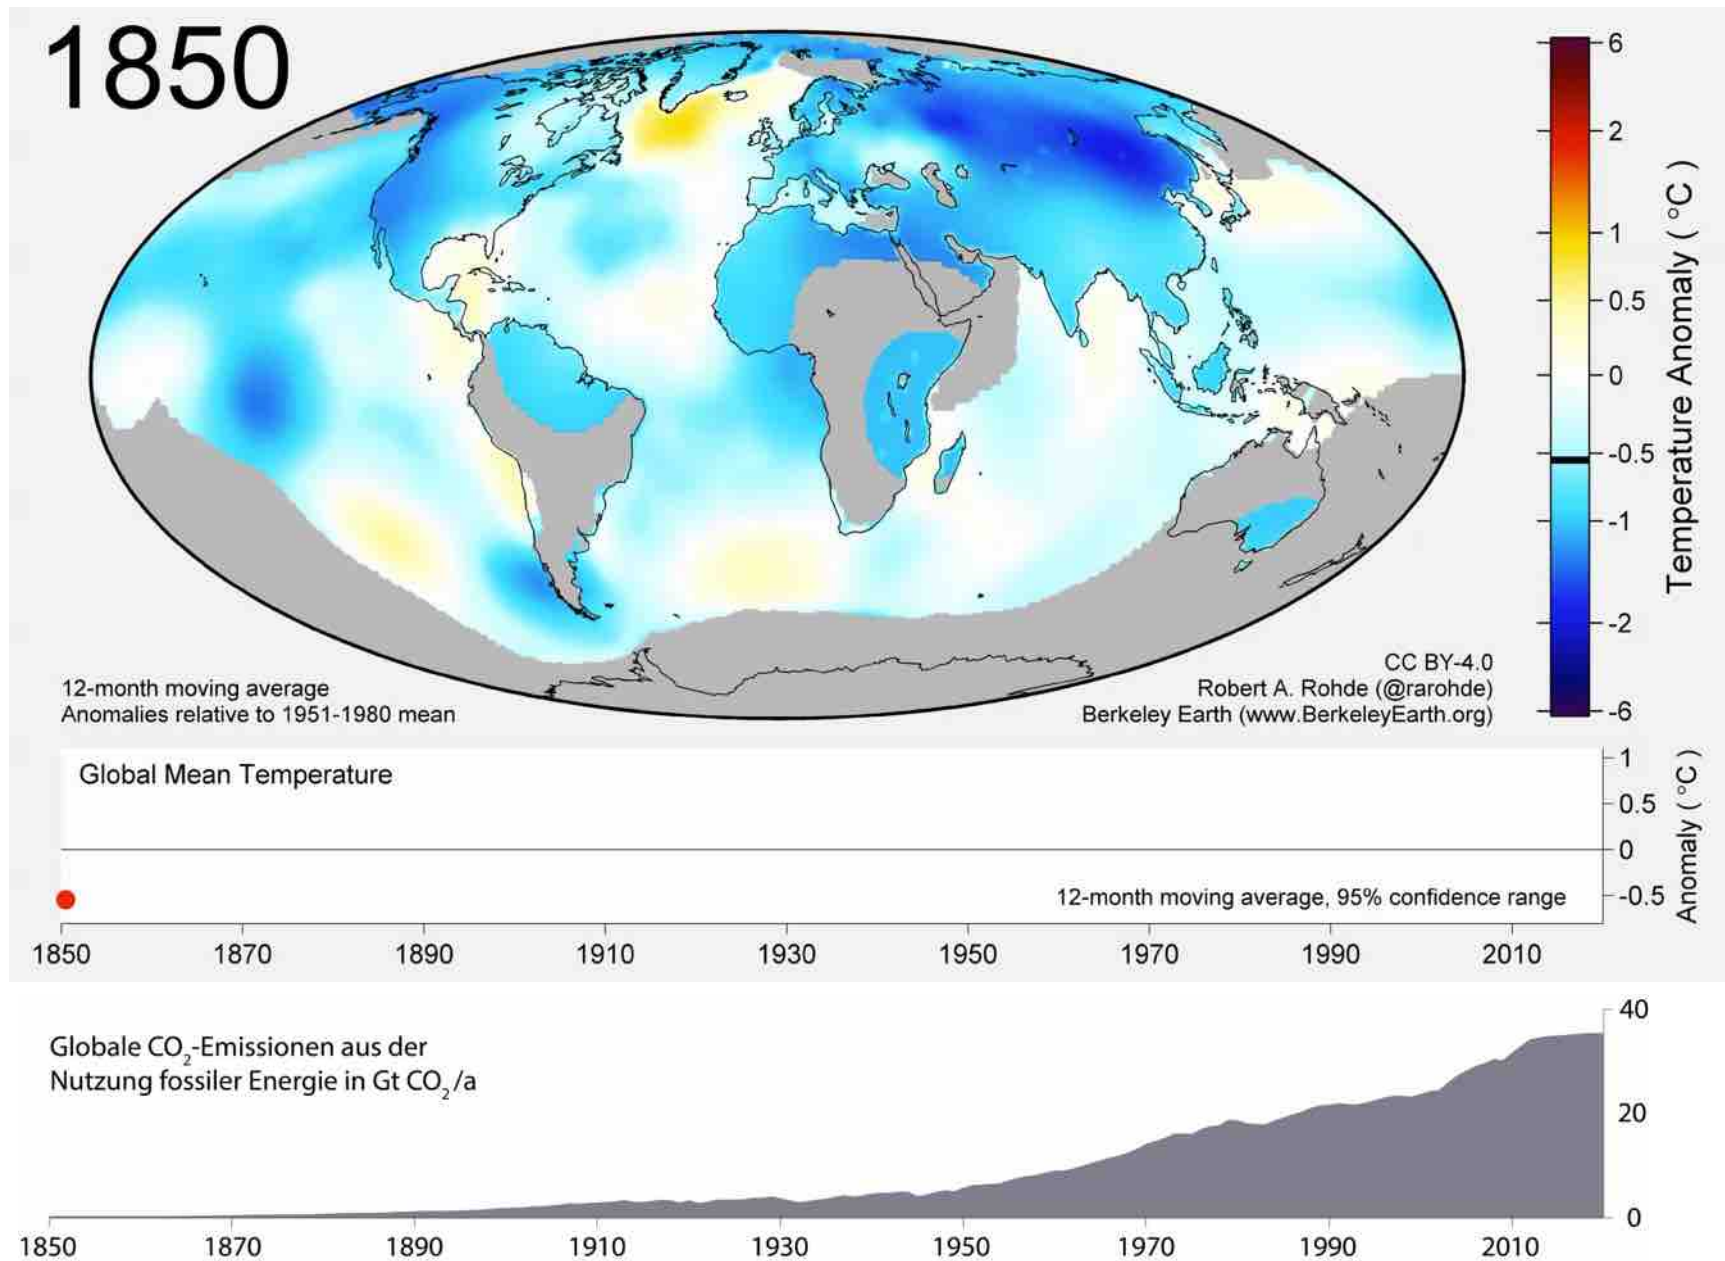 1850
6
2
1
0.5
0
-0.5
-1
-2
-6
Temperature Anomaly ( °C )
12-month moving average
Anomalies relative to 1951-1980 mean
CC BY-4.0
Robert A. Rohde (@rarohde)
Berkeley Earth (www.BerkeleyEarth.org)
Global Mean Temperature
12-month moving average, 95% confidence range
1
0.5
0
-0.5
Anomaly ( °C )
1850 1870 1890 1910 1930 1950 1970 1990 2010
Globale CO₂-Emissionen aus der
Nutzung fossiler Energie in Gt CO₂/a
40
20
0
1850 1870 1890 1910 1930 1950 1970 1990 2010